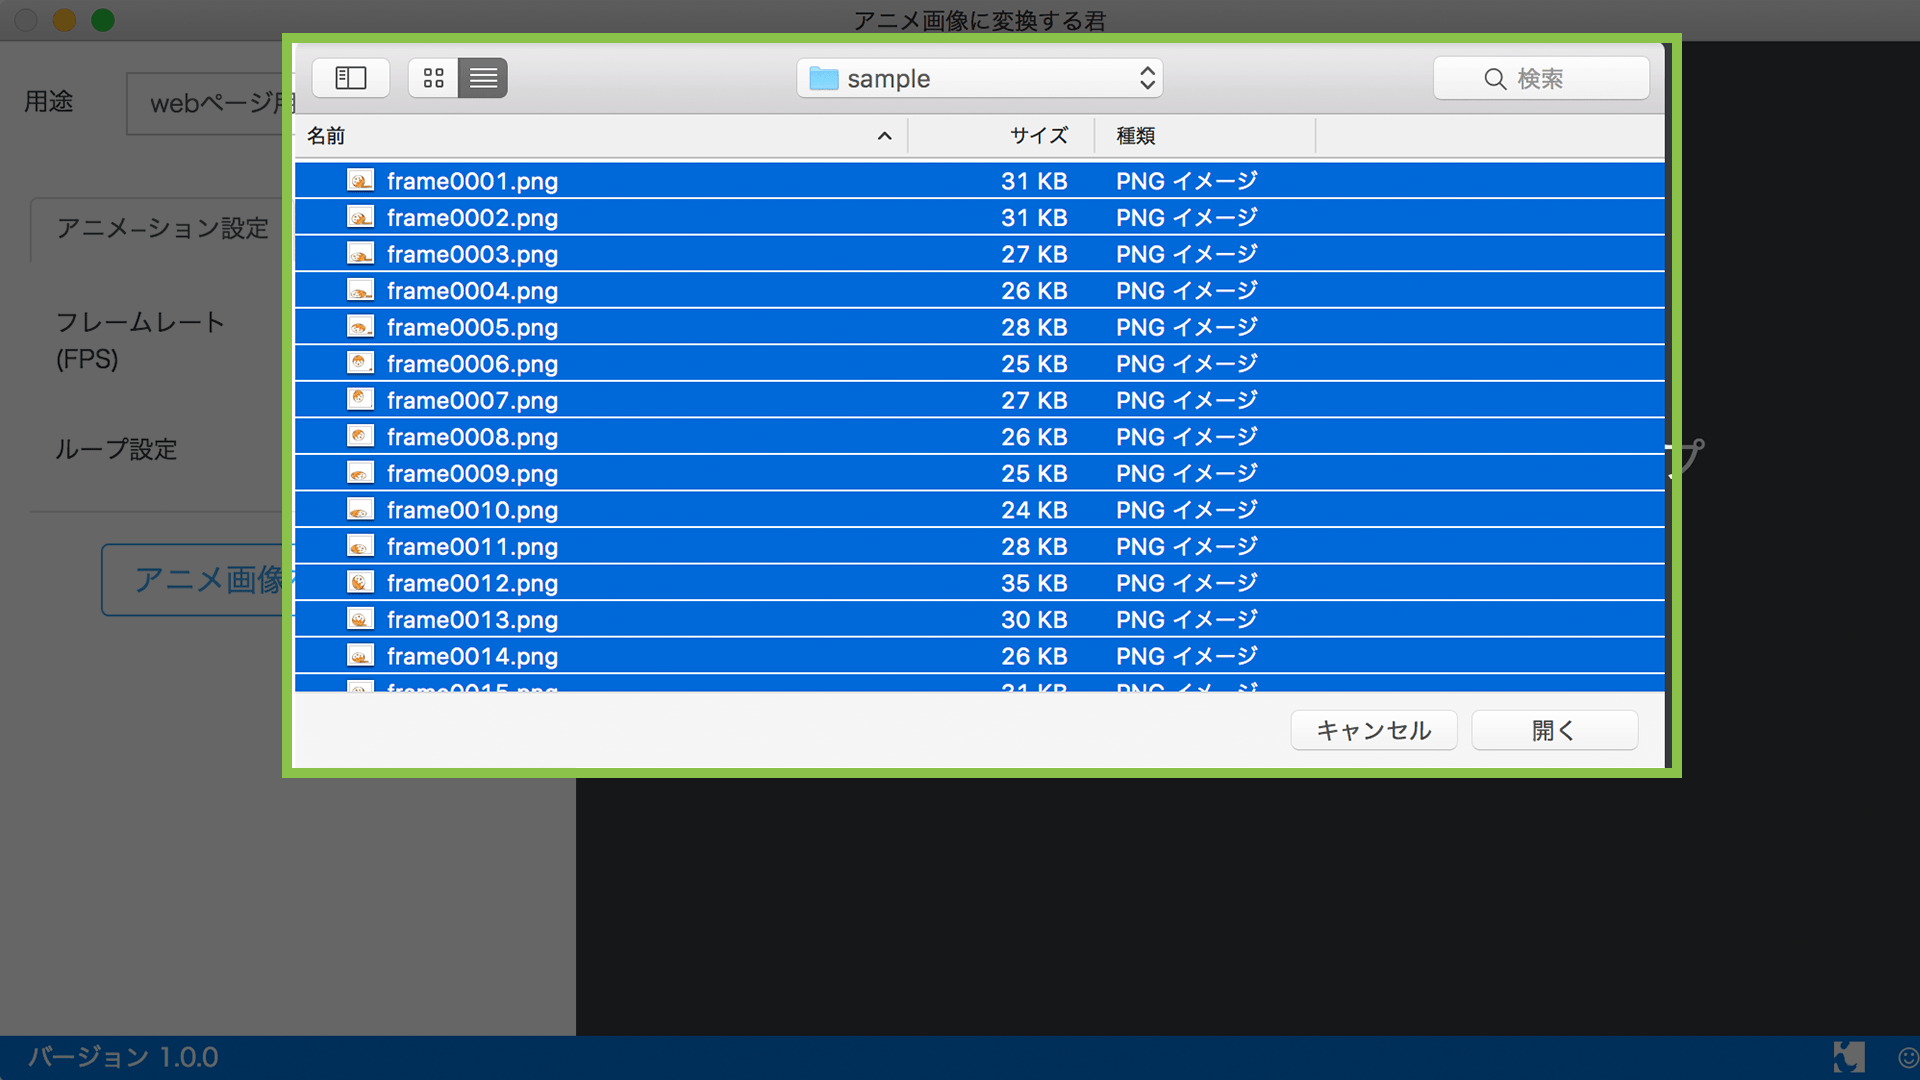 アニメ画像に変換する君
用途
webページ用
sample
検索
名前 サイズ 種類
frame0001.png 31 KB PNG イメージ
frame0002.png 31 KB PNG イメージ
frame0003.png 27 KB PNG イメージ
frame0004.png 26 KB PNG イメージ
frame0005.png 28 KB PNG イメージ
frame0006.png 25 KB PNG イメージ
frame0007.png 27 KB PNG イメージ
frame0008.png 26 KB PNG イメージ
frame0009.png 25 KB PNG イメージ
frame0010.png 24 KB PNG イメージ
frame0011.png 28 KB PNG イメージ
frame0012.png 35 KB PNG イメージ
frame0013.png 30 KB PNG イメージ
frame0014.png 26 KB PNG イメージ
frame0015.png 31 KB PNG イメージ
キャンセル 開く
アニメーション設定
フレームレート
(FPS)
ループ設定
アニメ画像
プ
バージョン 1.0.0